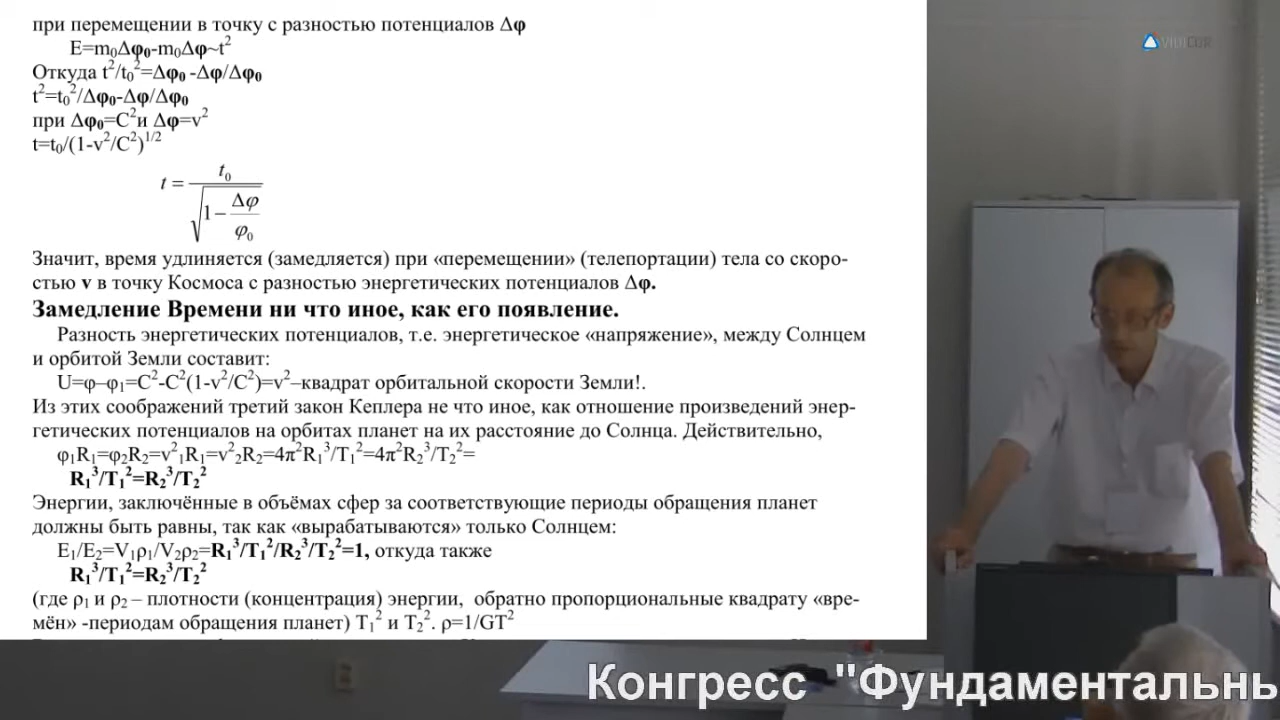 при перемещении в точку с разностью потенциалов Δφ
E=m₀Δφ₀-m₀Δφ~t²
Откуда t²/t₀²=Δφ₀ -Δφ/Δφ₀
t²=t₀²/Δφ₀-Δφ/Δφ₀
при Δφ₀=C²и Δφ=v²
t=t₀/(1-v²/C²)^1/2
t = t₀ / √(1 − Δφ/φ₀)
Значит, время удлиняется (замедляется) при «перемещении» (телепортации) тела со скоро-
стью v в точку Космоса с разностью энергетических потенциалов Δφ.
Замедление Времени ни что иное, как его появление.
Разность энергетических потенциалов, т.е. энергетическое «напряжение», между Солнцем
и орбитой Земли составит:
U=φ–φ₁=C²-C²(1-v²/C²)=v²–квадрат орбитальной скорости Земли!.
Из этих соображений третий закон Кеплера не что иное, как отношение произведений энер-
гетических потенциалов на орбитах планет на их расстояние до Солнца. Действительно,
φ₁R₁=φ₂R₂=v²₁R₁=v²₂R₂=4π²R₁³/T₁²=4π²R₂³/T₂²=
R₁³/T₁²=R₂³/T₂²
Энергии, заключённые в объёмах сфер за соответствующие периоды обращения планет
должны быть равны, так как «вырабатываются» только Солнцем:
E₁/E₂=V₁ρ₁/V₂ρ₂=R₁³/T₁²/R₂³/T₂²=1, откуда также
R₁³/T₁²=R₂³/T₂²
(где ρ₁ и ρ₂ – плотности (концентрация) энергии, обратно пропорциональные квадрату «вре-
мён» -периодам обращения планет) T₁² и T₂². ρ=1/GT²
VIDICOR
Конгресс "Фундаментальнь